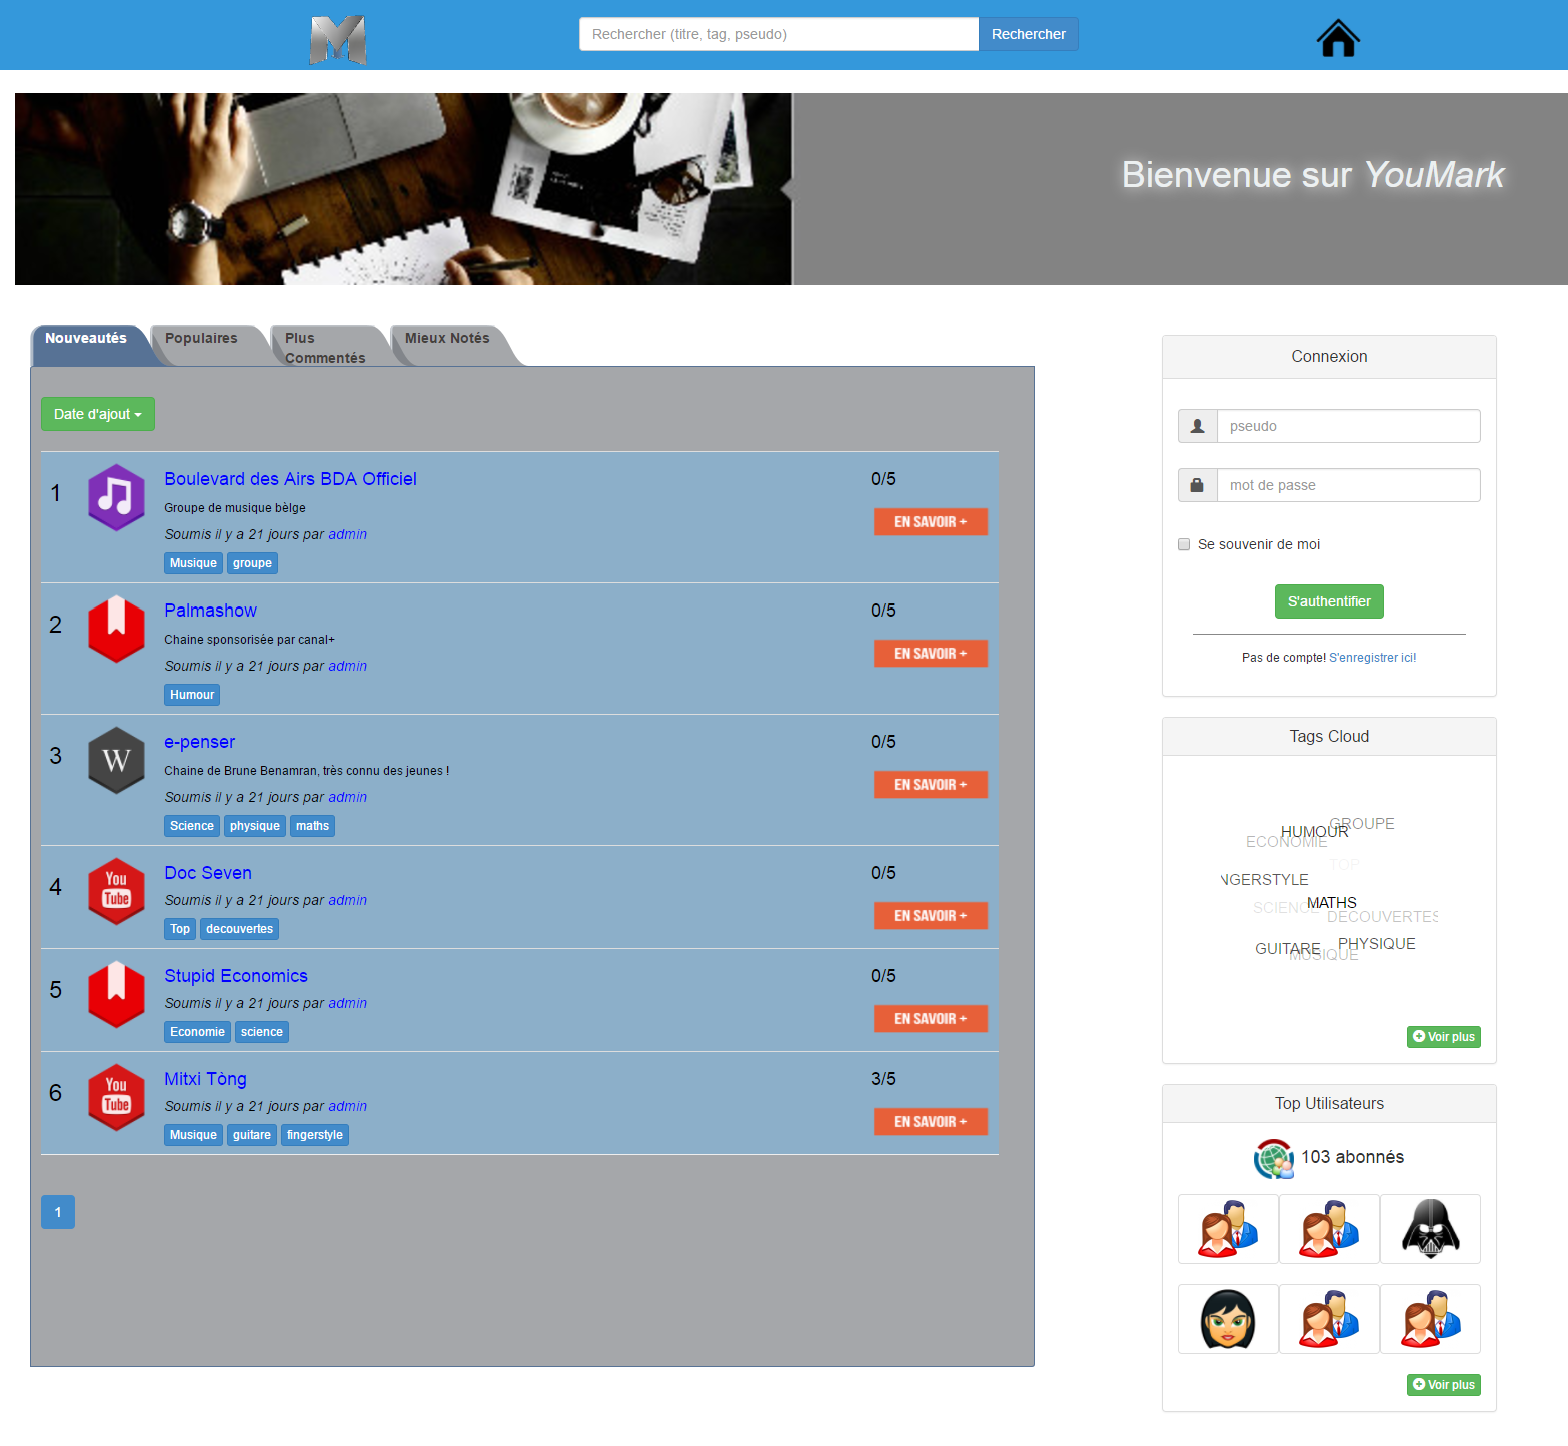 M
Rechercher (titre, tag, pseudo)
Rechercher
Bienvenue sur YouMark
Nouveautés
Populaires
Plus
Commentés
Mieux Notés
Date d'ajout
1
Boulevard des Airs BDA Officiel
0/5
Groupe de musique bèlge
EN SAVOIR +
Soumis il y a 21 jours par admin
Musique groupe
2
Palmashow
0/5
Chaine sponsorisée par canal+
EN SAVOIR +
Soumis il y a 21 jours par admin
Humour
3
W
e-penser
0/5
Chaine de Brune Benamran, très connu des jeunes !
EN SAVOIR +
Soumis il y a 21 jours par admin
Science physique maths
4
You
Tube
Doc Seven
0/5
Soumis il y a 21 jours par admin
EN SAVOIR +
Top decouvertes
5
Stupid Economics
0/5
Soumis il y a 21 jours par admin
EN SAVOIR +
Economie science
6
You
Tube
Mitxi Tòng
3/5
Soumis il y a 21 jours par admin
EN SAVOIR +
Musique guitare fingerstyle
1
Connexion
pseudo
mot de passe
Se souvenir de moi
S'authentifier
Pas de compte! S'enregistrer ici!
Tags Cloud
GROUPE
HUMOUR
ECONOMIE
TOP
NGERSTYLE
MATHS
SCIENCE
DECOUVERTES
PHYSIQUE
GUITARE
MUSIQUE
Voir plus
Top Utilisateurs
103 abonnés
Voir plus